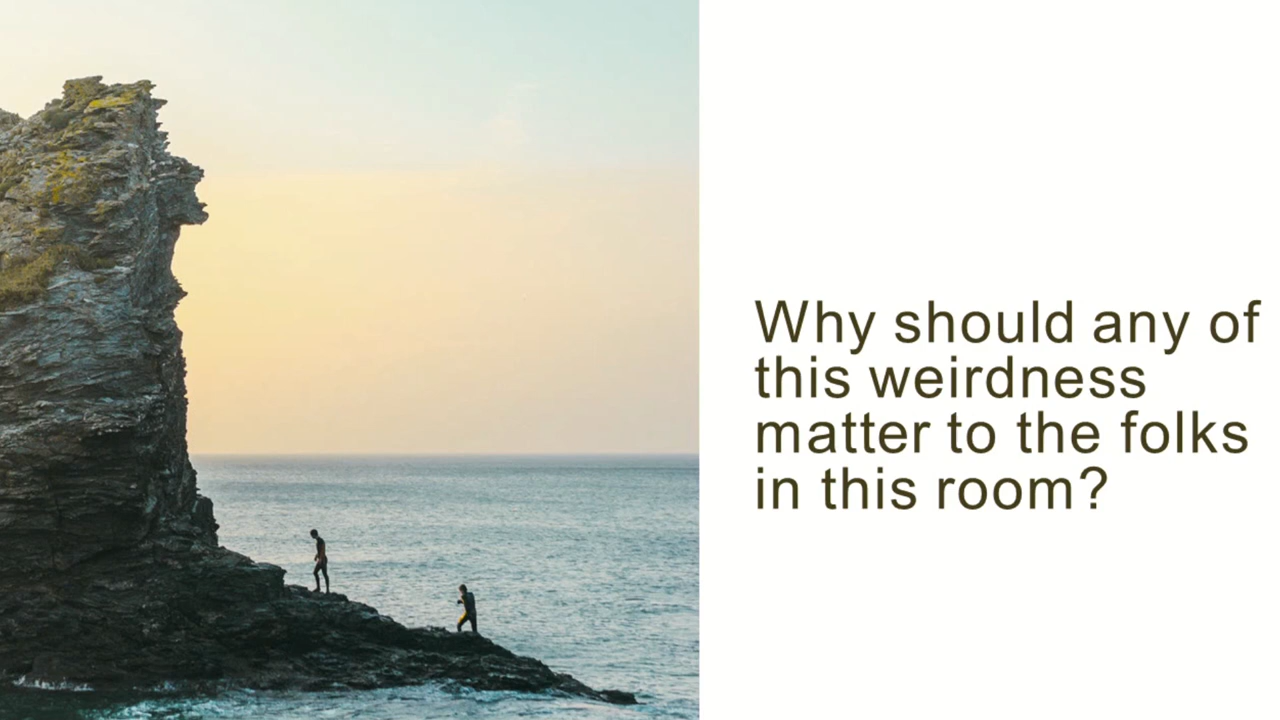 Why should any of
this weirdness
matter to the folks
in this room?